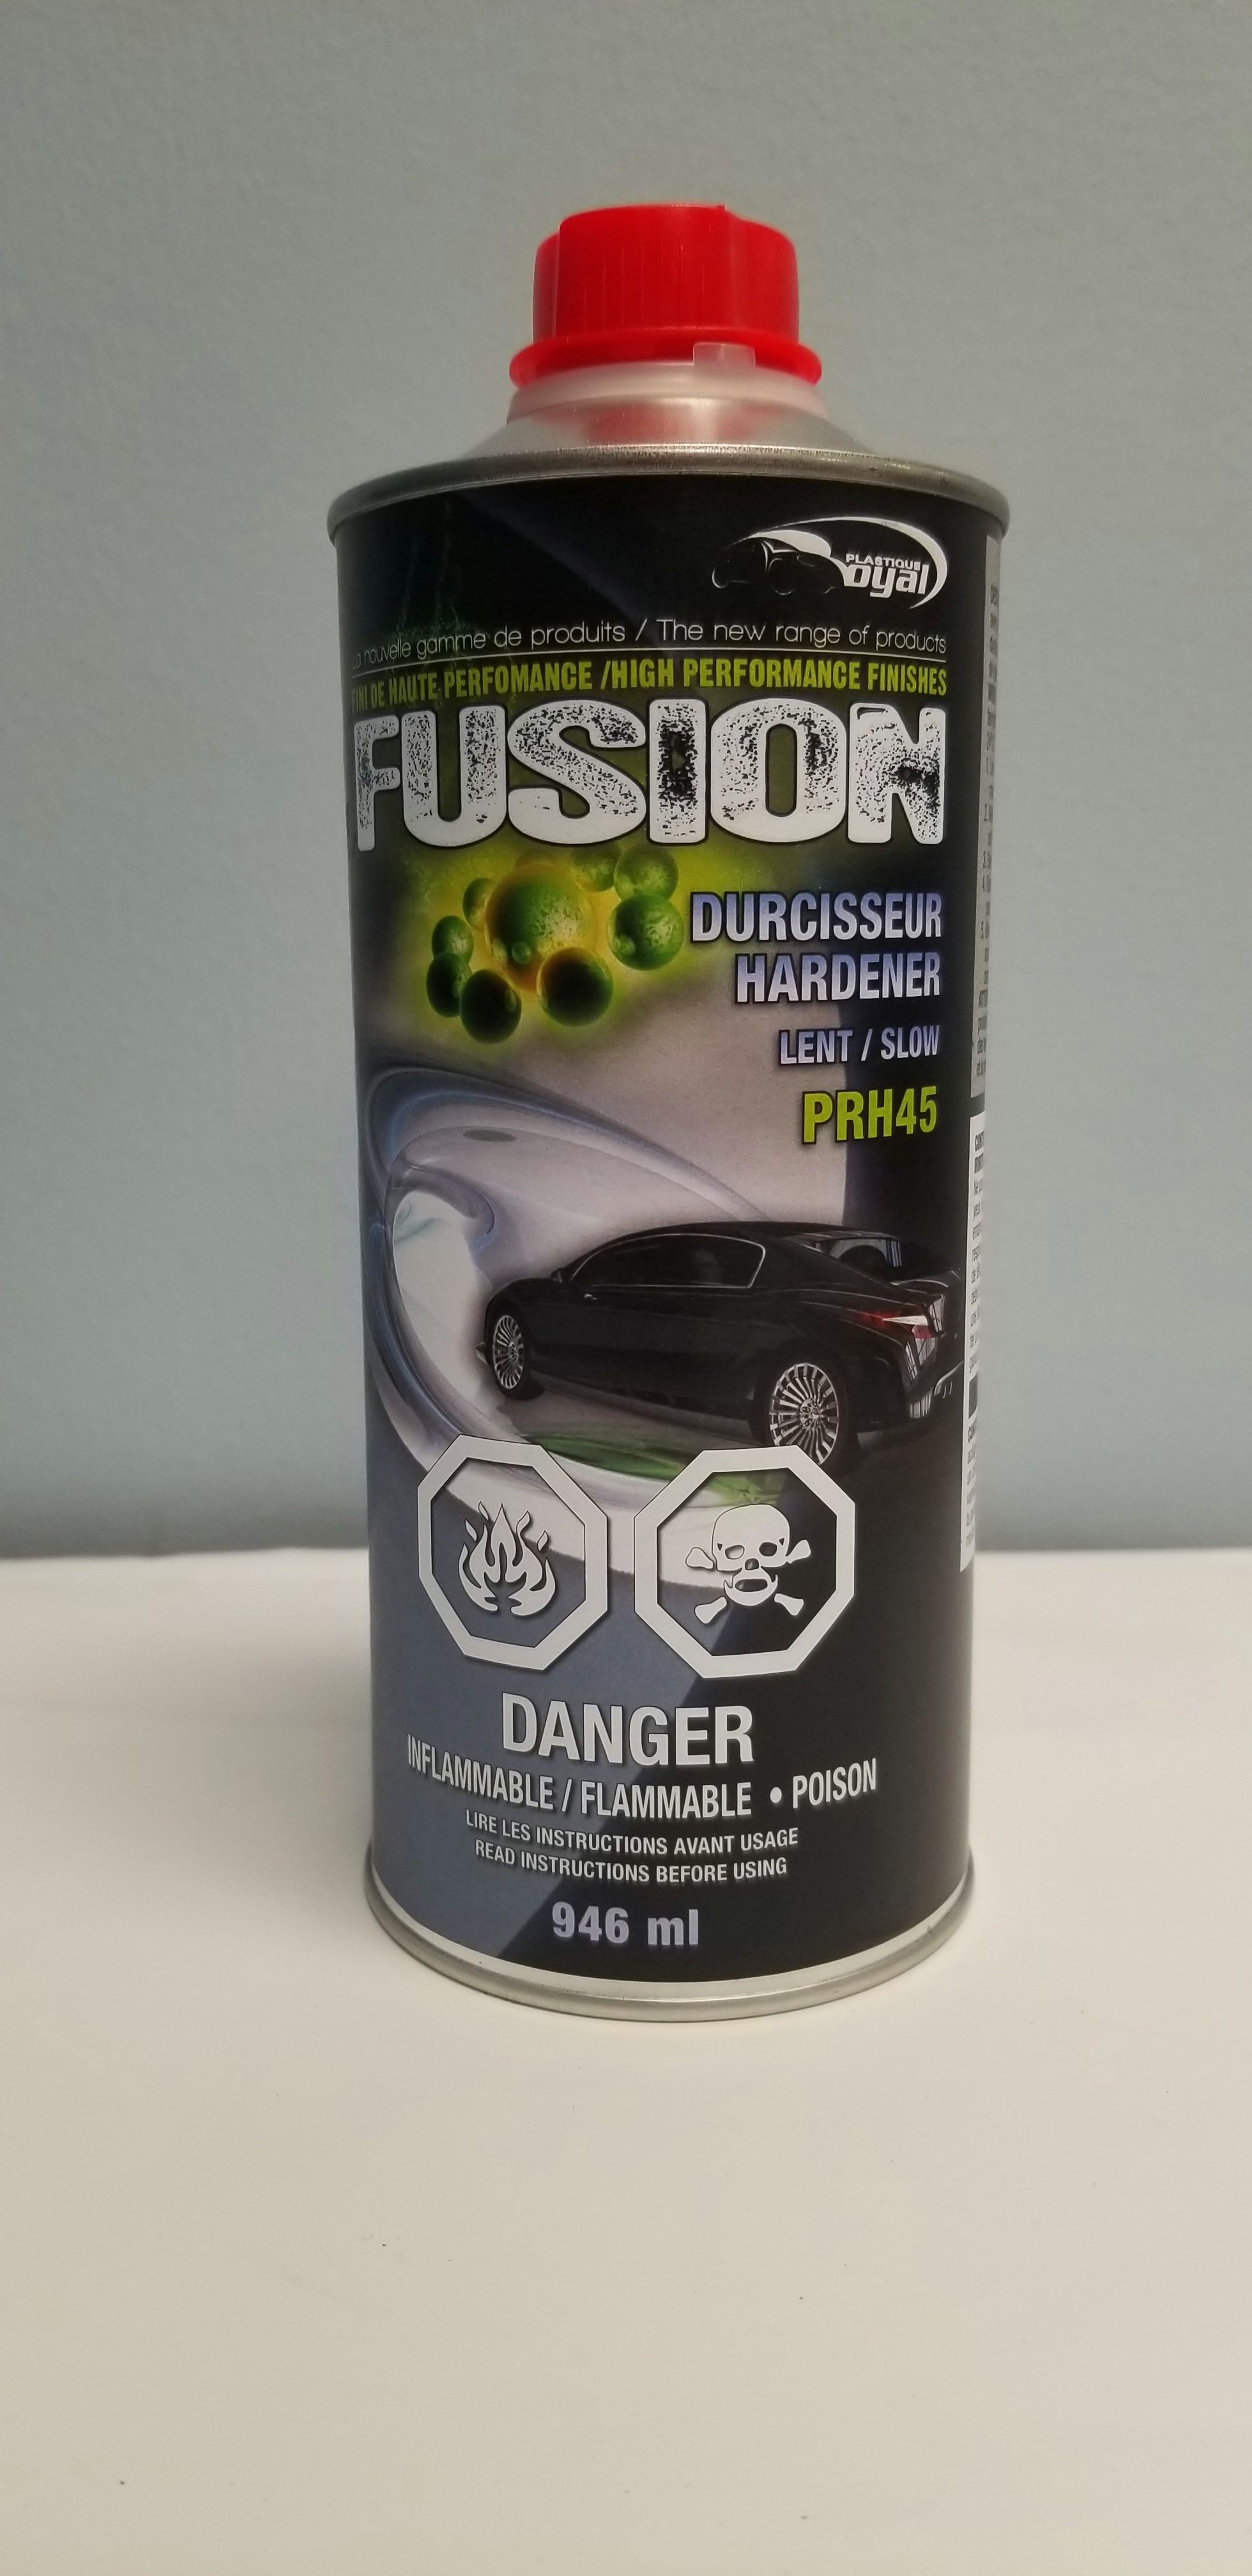 PLASTIQUE
oyal
La nouvelle gamme de produits / The new range of products
FINI DE HAUTE PERFOMANCE /HIGH PERFORMANCE FINISHES
FUSION
DURCISSEUR
HARDENER
LENT / SLOW
PRH45
DANGER
INFLAMMABLE / FLAMMABLE • POISON
LIRE LES INSTRUCTIONS AVANT USAGE
READ INSTRUCTIONS BEFORE USING
946 ml